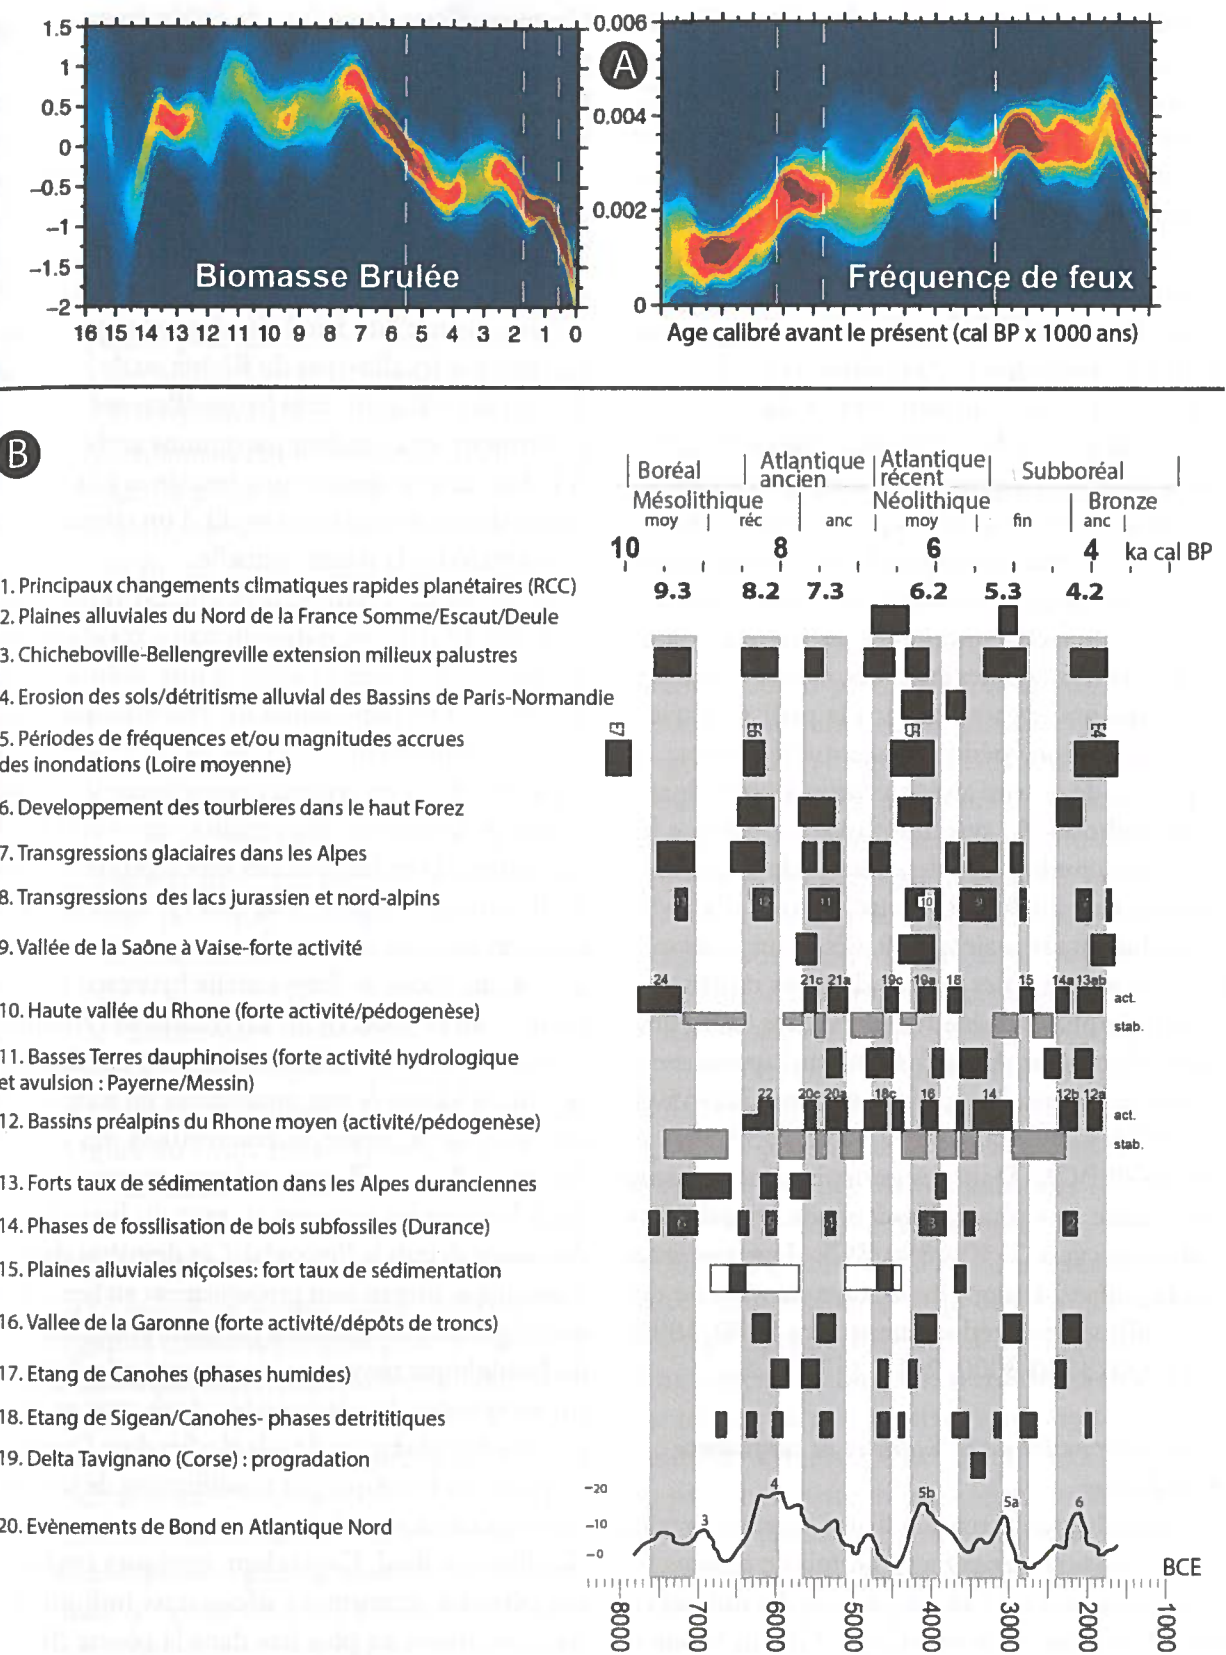 1.5
1
0.5
0
−0.5
−1
−1.5
−2
16 15 14 13 12 11 10 9 8 7 6 5 4 3 2 1 0
Biomasse Brulée
A
0.006
0.004
0.002
0
Fréquence de feux
Age calibré avant le présent (cal BP x 1000 ans)
B
Boréal
Atlantique ancien
Atlantique récent
Subboréal
Mésolithique
Néolithique
Bronze
moy
réc
anc
moy
fin
anc
10 8 6 4 ka cal BP
1. Principaux changements climatiques rapides planétaires (RCC)
9.3 8.2 7.3 6.2 5.3 4.2
2. Plaines alluviales du Nord de la France Somme/Escaut/Deule
3. Chicheboville-Bellengreville extension milieux palustres
4. Erosion des sols/détritisme alluvial des Bassins de Paris-Normandie
5. Périodes de fréquences et/ou magnitudes accrues
des inondations (Loire moyenne)
E7 E6 E5 E4
6. Developpement des tourbieres dans le haut Forez
7. Transgressions glaciaires dans les Alpes
8. Transgressions des lacs jurassien et nord-alpins
13 12 11 10 9
9. Vallée de la Saône à Vaise-forte activité
24 21c 21a 19c 19a 18 15 14a 13ab
10. Haute vallée du Rhone (forte activité/pédogenèse)
act.
stab.
11. Basses Terres dauphinoises (forte activité hydrologique
et avulsion : Payerne/Messin)
22 20c 20a 18c 16 14 12b 12a
12. Bassins préalpins du Rhone moyen (activité/pédogenèse)
act.
stab.
13. Forts taux de sédimentation dans les Alpes duranciennes
14. Phases de fossilisation de bois subfossiles (Durance)
6 4 3 2
15. Plaines alluviales niçoises: fort taux de sédimentation
16. Vallee de la Garonne (forte activité/dépôts de troncs)
17. Etang de Canohes (phases humides)
18. Etang de Sigean/Canohes- phases detrititiques
19. Delta Tavignano (Corse) : progradation
20. Evènements de Bond en Atlantique Nord
−20
−10
−0
3 4 5b 5a 6
BCE
8000 7000 6000 5000 4000 3000 2000 1000